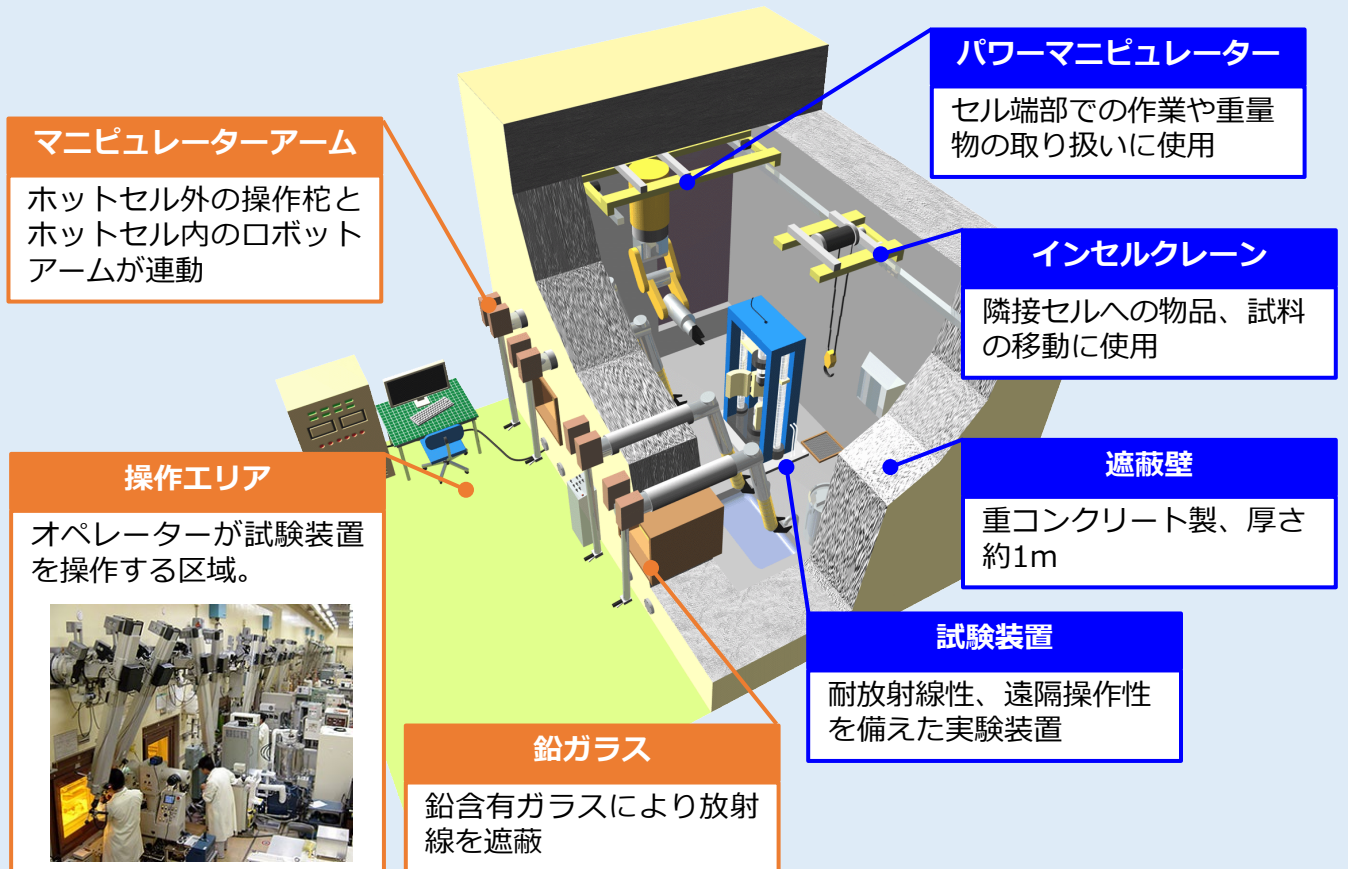 マニピュレーターアーム
ホットセル外の操作桯と
ホットセル内のロボット
アームが連動
操作エリア
オペレーターが試験装置
を操作する区域。
鉛ガラス
鉛含有ガラスにより放射
線を遮蔽
パワーマニピュレーター
セル端部での作業や重量
物の取り扱いに使用
インセルクレーン
隣接セルへの物品、試料
の移動に使用
遮蔽壁
重コンクリート製、厚さ
約1m
試験装置
耐放射線性、遠隔操作性
を備えた実験装置